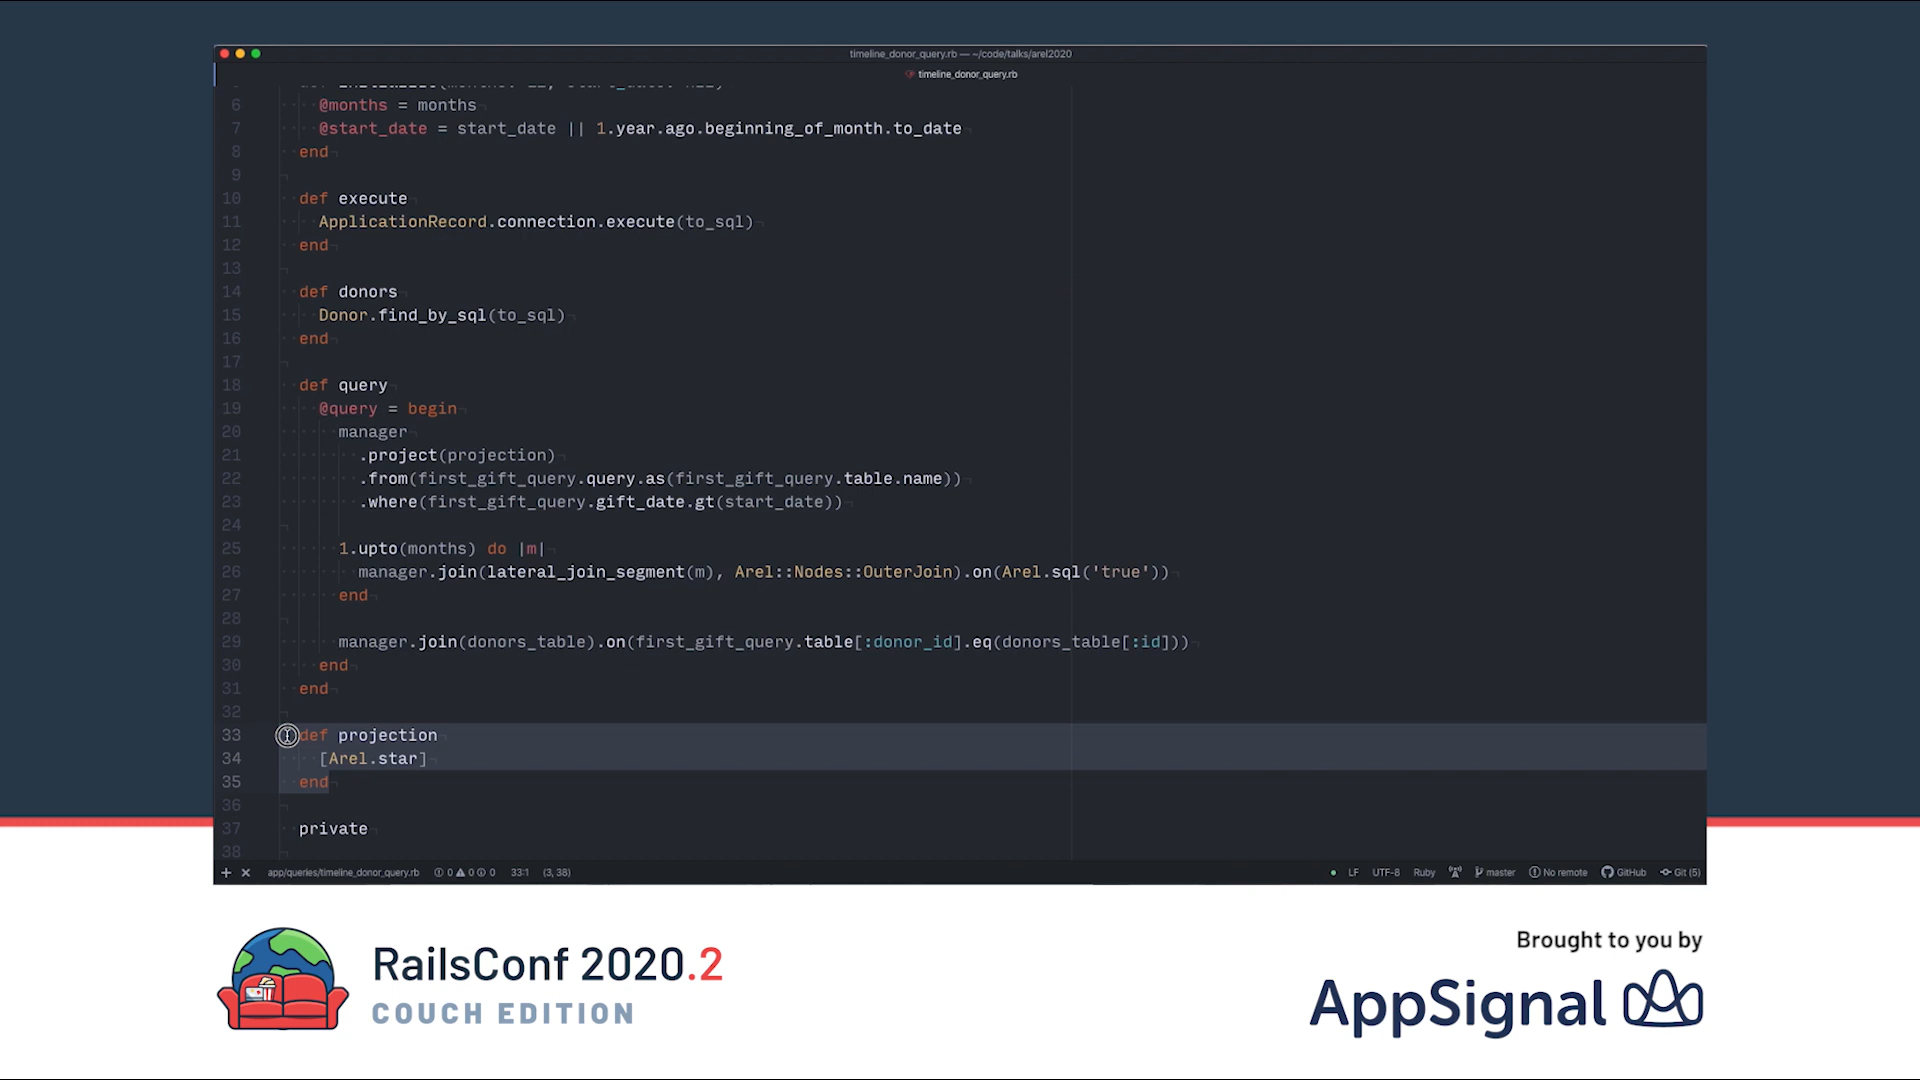 timeline_donor_query.rb — ~/code/talks/arel2020
timeline_donor_query.rb
6 @months = months
7 @start_date = start_date || 1.year.ago.beginning_of_month.to_date
8 end
9
10 def execute
11 ApplicationRecord.connection.execute(to_sql)
12 end
13
14 def donors
15 Donor.find_by_sql(to_sql)
16 end
17
18 def query
19 @query = begin
20 manager
21 .project(projection)
22 .from(first_gift_query.query.as(first_gift_query.table.name))
23 .where(first_gift_query.gift_date.gt(start_date))
24
25 1.upto(months) do |m|
26 manager.join(lateral_join_segment(m), Arel::Nodes::OuterJoin).on(Arel.sql('true'))
27 end
28
29 manager.join(donors_table).on(first_gift_query.table[:donor_id].eq(donors_table[:id]))
30 end
31 end
32
33 def projection
34 [Arel.star]
35 end
36
37 private
38
app/queries/timeline_donor_query.rb 0 0 0 33:1 (3, 38) LF UTF-8 Ruby master No remote GitHub Git (5)
RailsConf 2020.2
COUCH EDITION
Brought to you by
AppSignal